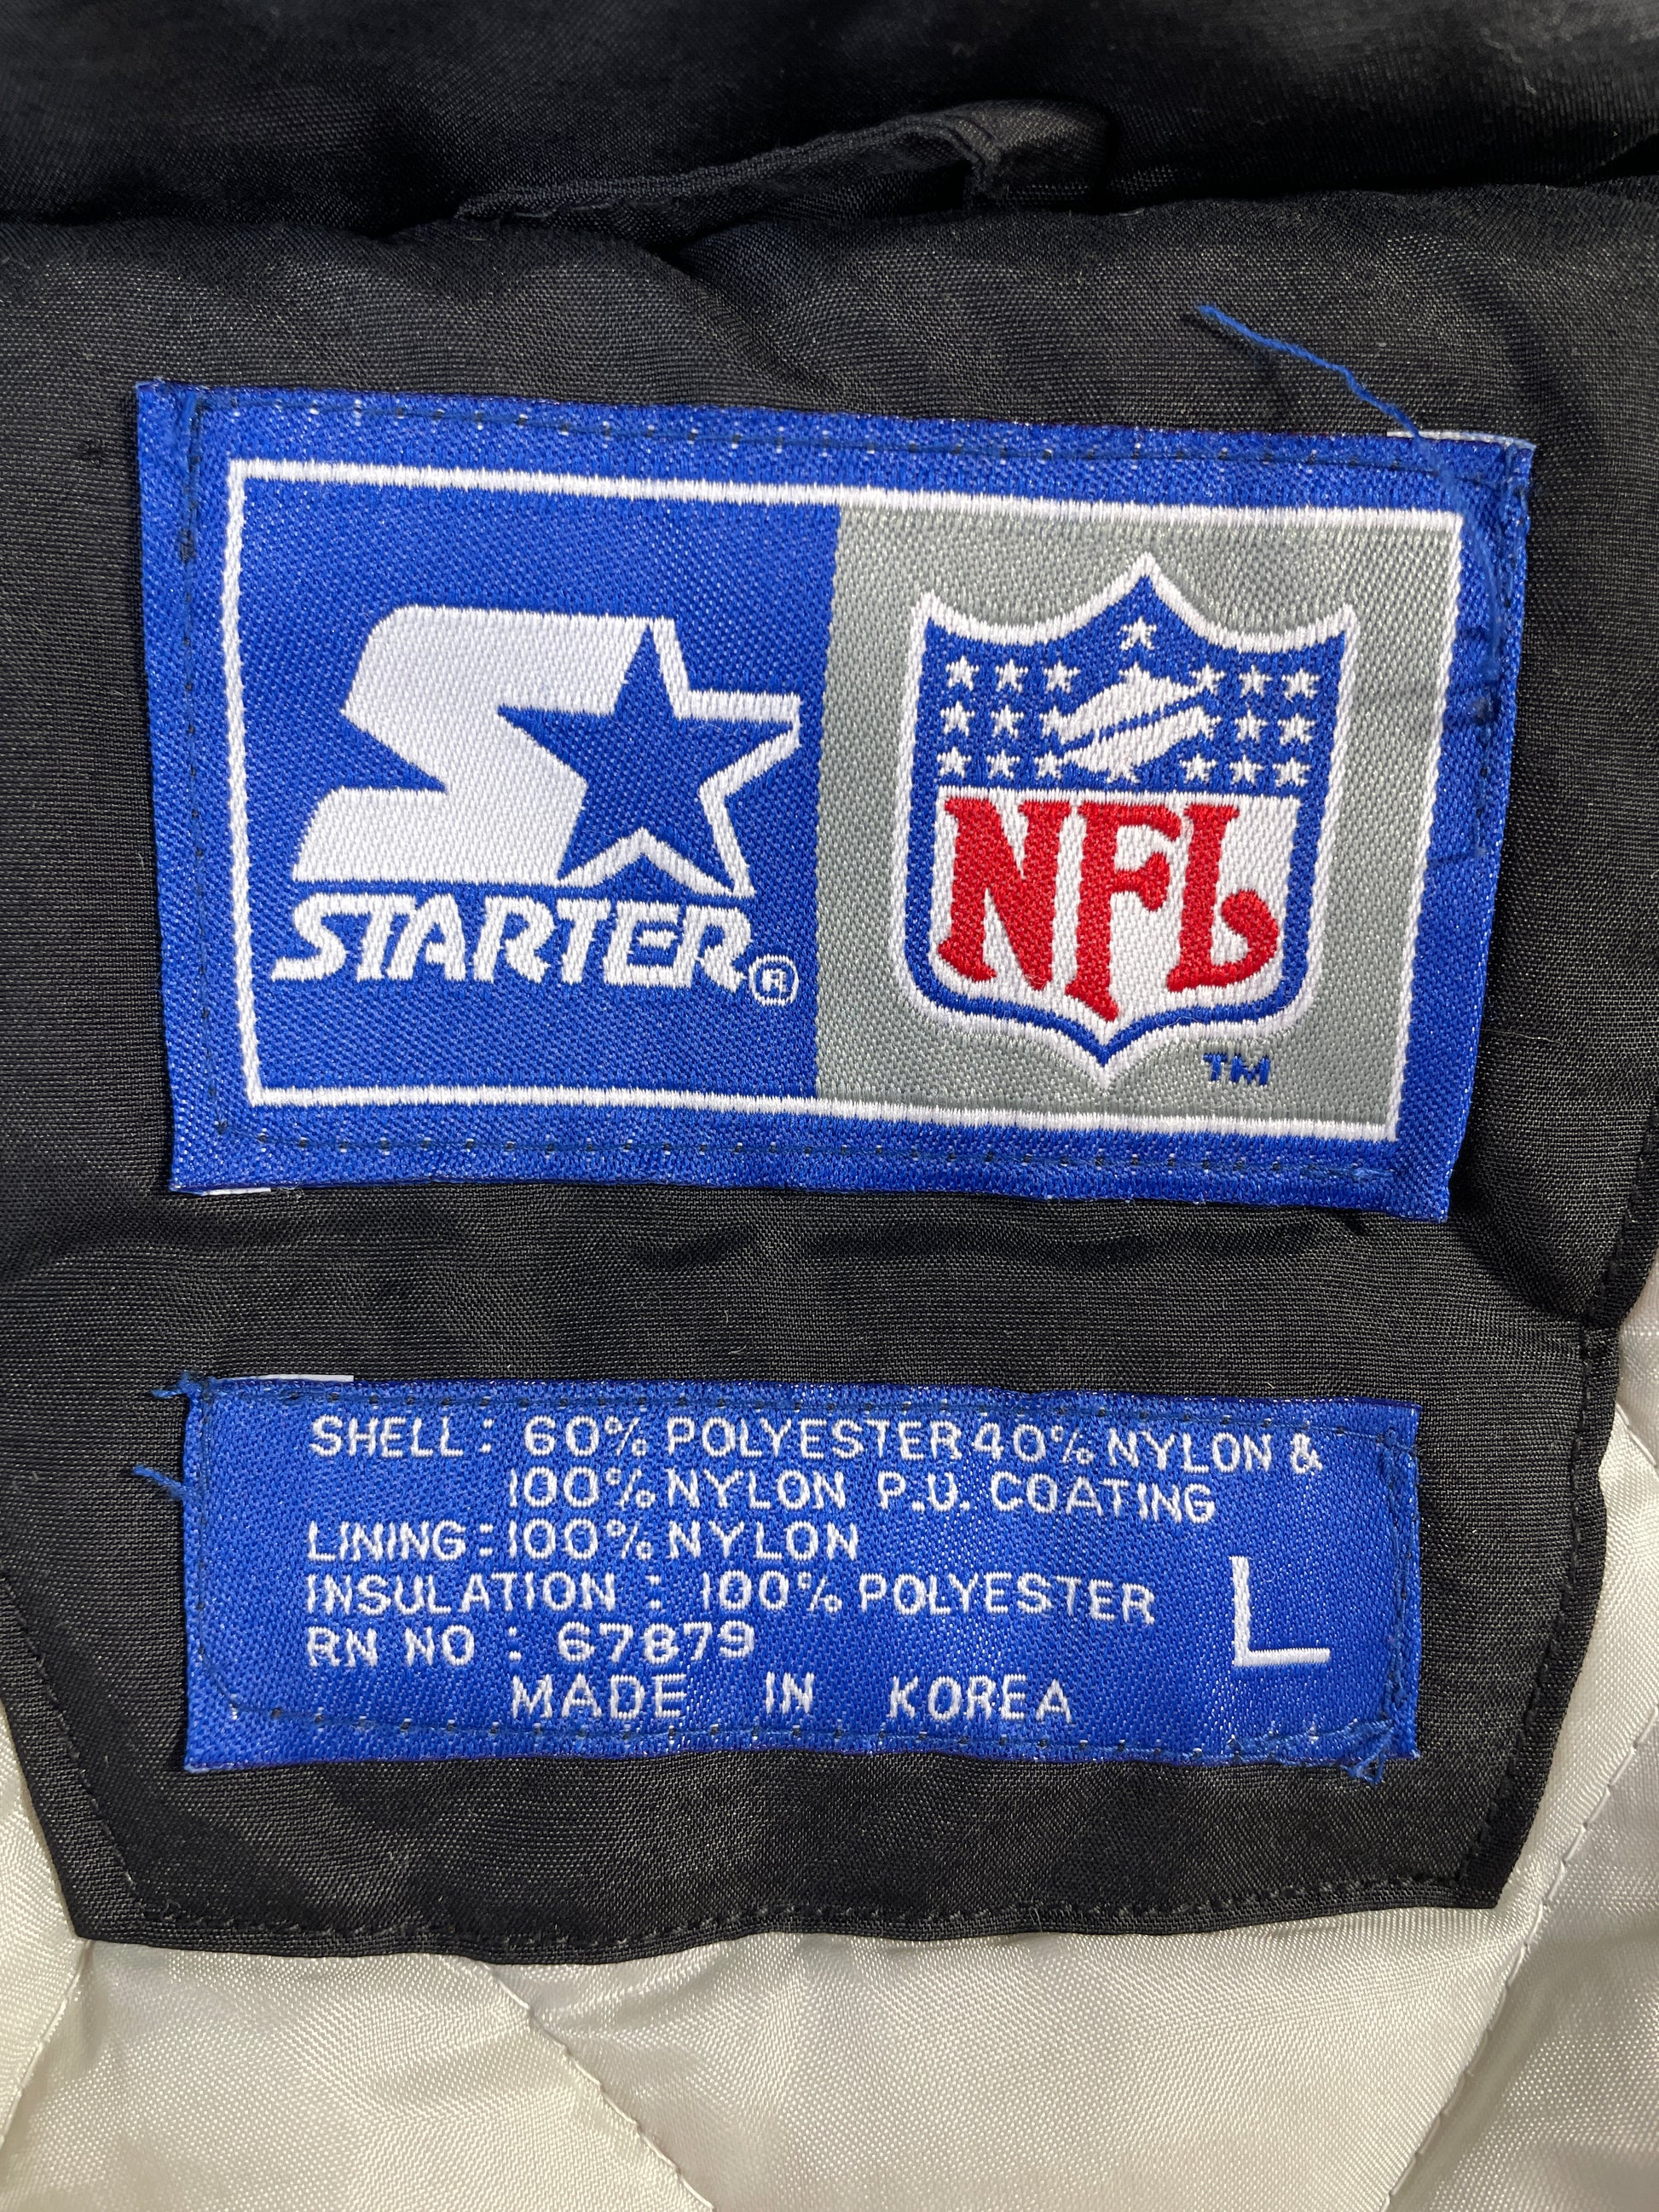 STARTER®
NFL
TM
SHELL: 60% POLYESTER 40% NYLON &
100% NYLON P.U. COATING
LINING: 100% NYLON
INSULATION : 100% POLYESTER
RN NO : 67879
MADE IN KOREA
L